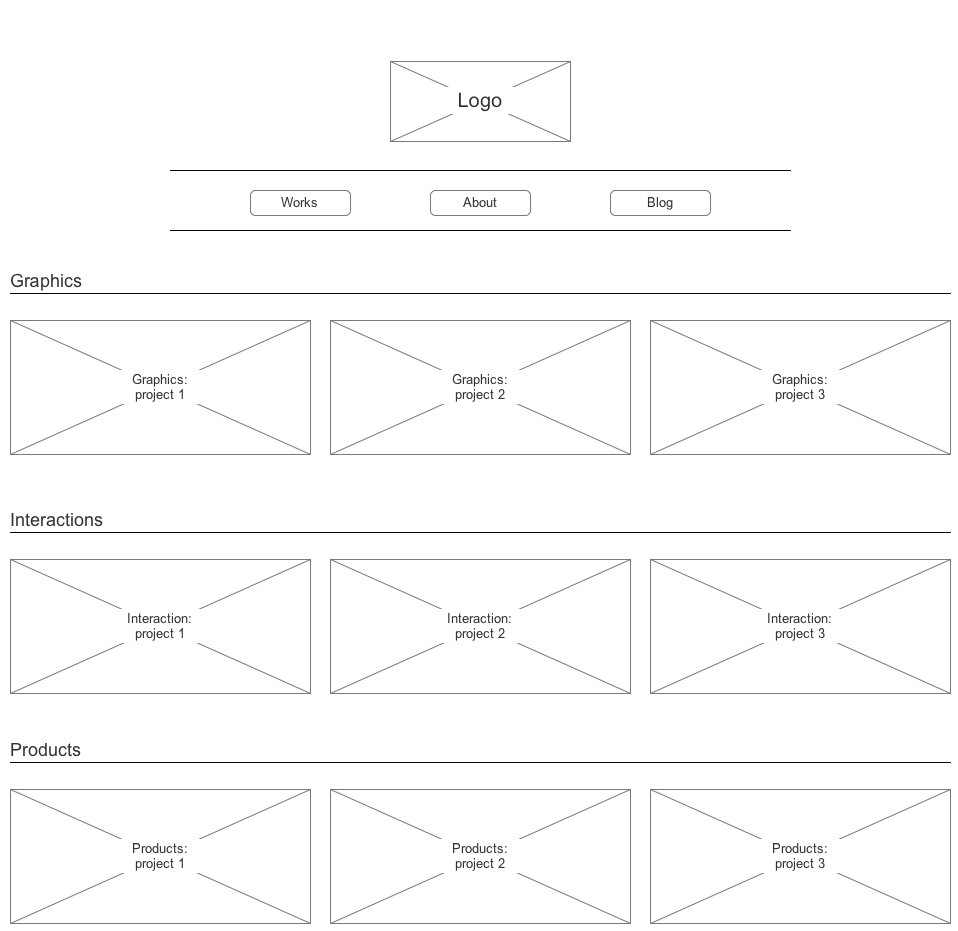 Logo
Works
About
Blog
Graphics
Graphics:
project 1
Graphics:
project 2
Graphics:
project 3
Interactions
Interaction:
project 1
Interaction:
project 2
Interaction:
project 3
Products
Products:
project 1
Products:
project 2
Products:
project 3